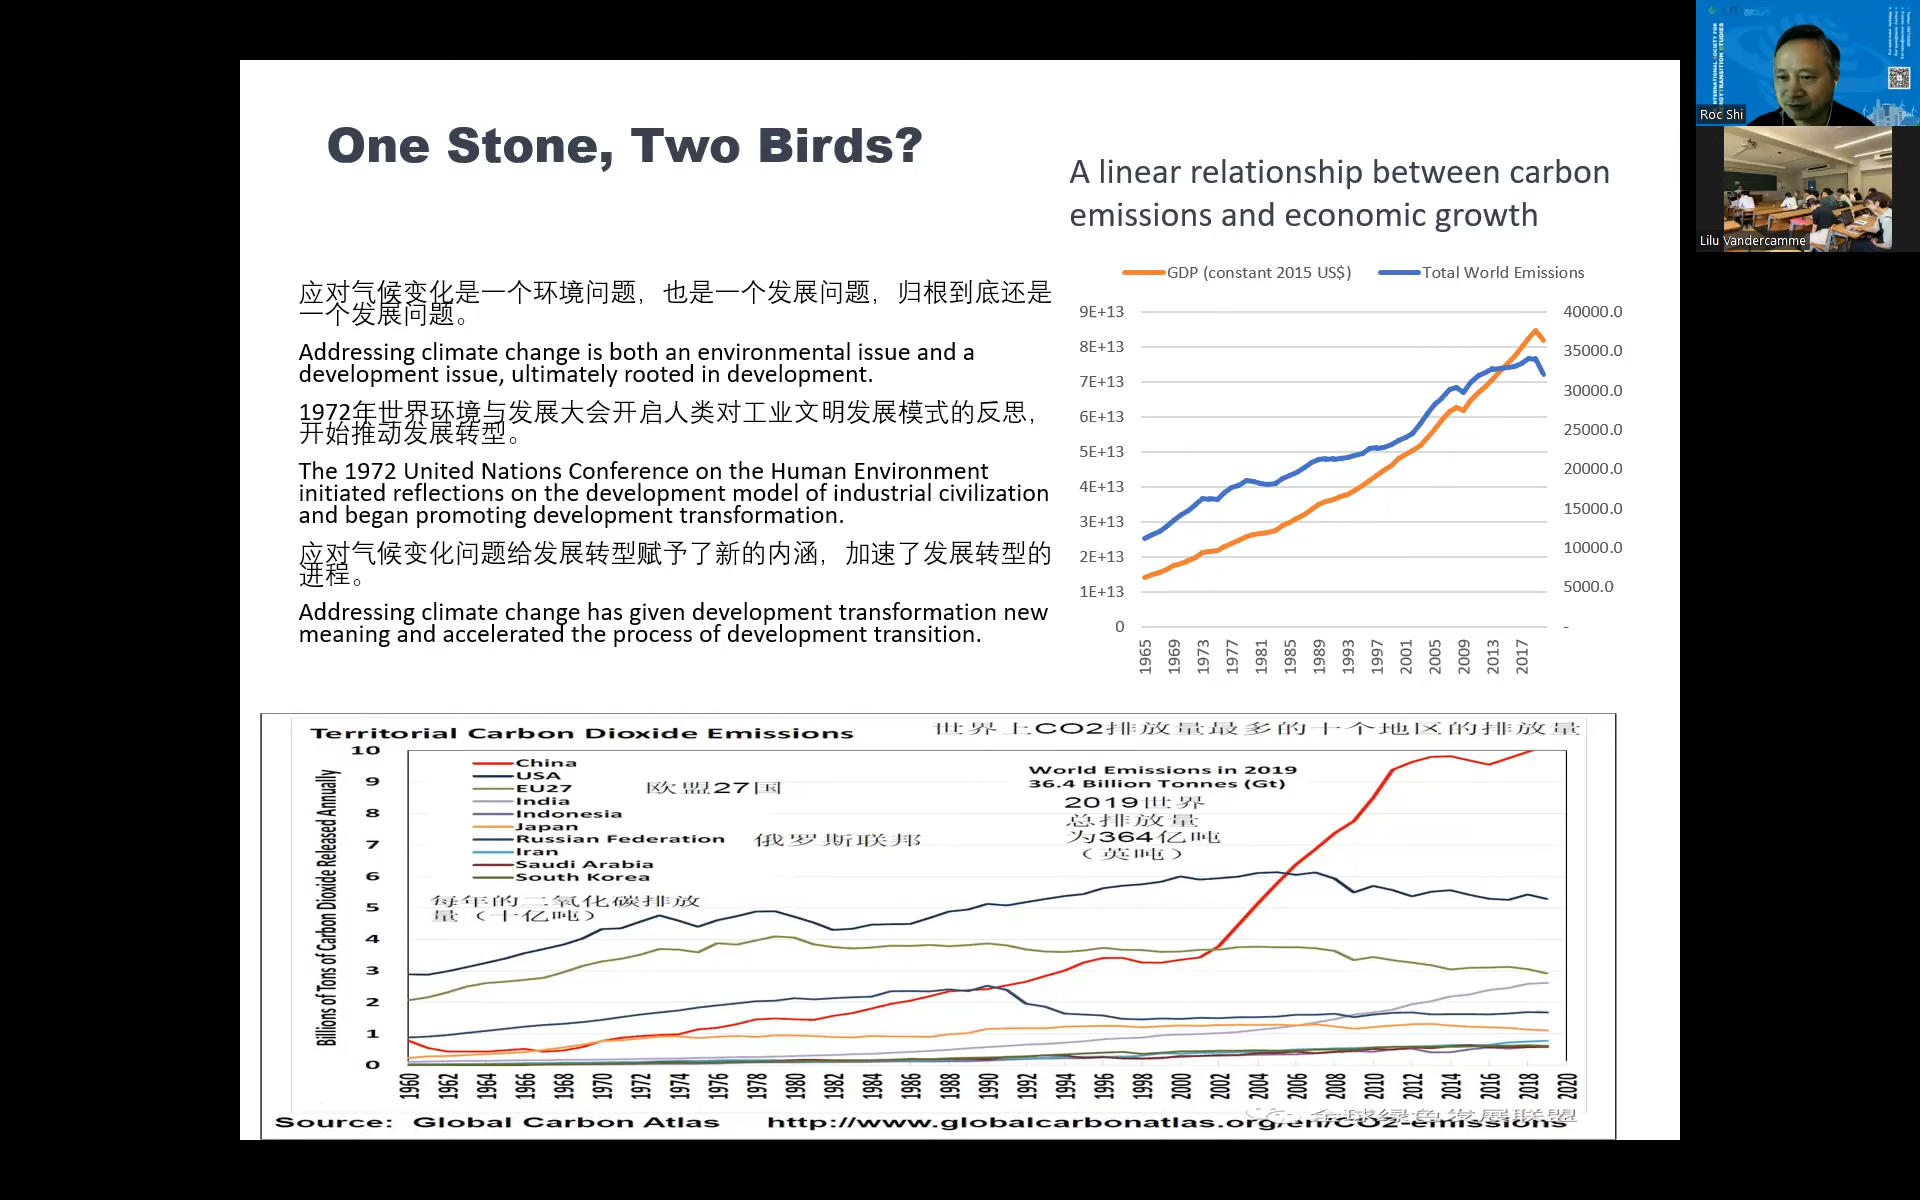 One Stone, Two Birds?
应对气候变化是一个环境问题，也是一个发展问题，归根到底还是
一个发展问题。
Addressing climate change is both an environmental issue and a
development issue, ultimately rooted in development.
1972年世界环境与发展大会开启人类对工业文明发展模式的反思，
开始推动发展转型。
The 1972 United Nations Conference on the Human Environment
initiated reflections on the development model of industrial civilization
and began promoting development transformation.
应对气候变化问题给发展转型赋予了新的内涵，加速了发展转型的
进程。
Addressing climate change has given development transformation new
meaning and accelerated the process of development transition.
A linear relationship between carbon
emissions and economic growth
GDP (constant 2015 US$) Total World Emissions
9E+13 40000.0
8E+13 35000.0
7E+13 30000.0
6E+13 25000.0
5E+13 20000.0
4E+13 15000.0
3E+13 10000.0
2E+13 5000.0
1E+13
0 -
1965 1969 1973 1977 1981 1985 1989 1993 1997 2001 2005 2009 2013 2017
Territorial Carbon Dioxide Emissions
世界上CO2排放量最多的十个地区的排放量
Billions of Tons of Carbon Dioxide Released Annually
10
9
8
7
6
5
4
3
2
1
0
China
USA
EU27
欧盟27国
India
Indonesia
Japan
Russian Federation
俄罗斯联邦
Iran
Saudi Arabia
South Korea
每年的二氧化碳排放
量（十亿吨）
World Emissions in 2019
36.4 Billion Tonnes (Gt)
2019世界
总排放量
为364亿吨
（英吨）
1960 1962 1964 1966 1968 1970 1972 1974 1976 1978 1980 1982 1984 1986 1988 1990 1992 1994 1996 1998 2000 2002 2004 2006 2008 2010 2012 2014 2016 2018 2020
全球绿色发展联盟
Source: Global Carbon Atlas http://www.globalcarbonatlas.org/en/CO2-emissions
Roc Shi
Lilu Vandercamme